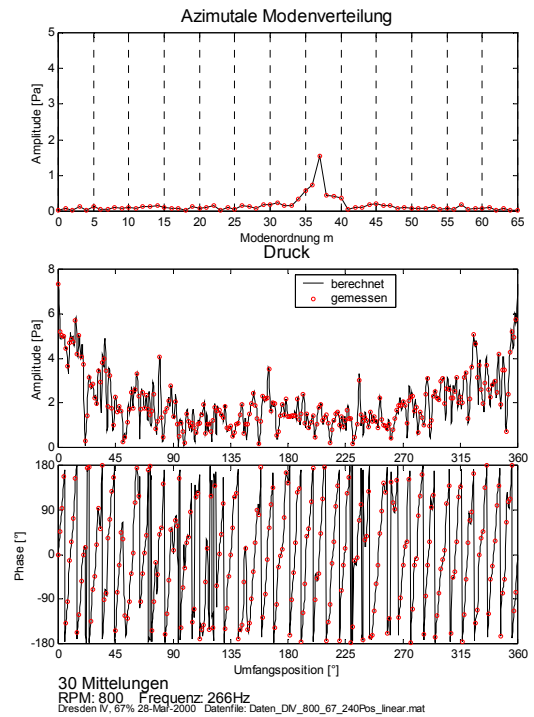 Azimutale Modenverteilung
5
4
3
2
1
0
Amplitude [Pa]
0 5 10 15 20 25 30 35 40 45 50 55 60 65
Modenordnung m
Druck
8
6
4
2
0
Amplitude [Pa]
berechnet
gemessen
0 45 90 135 180 225 270 315 360
180
90
0
-90
-180
Phase [°]
0 45 90 135 180 225 270 315 360
Umfangsposition [°]
30 Mittelungen
RPM: 800 Frequenz: 266Hz
Dresden IV, 67% 28-Mar-2000 Datenfile: Daten_DIV_800_67_240Pos_linear.mat